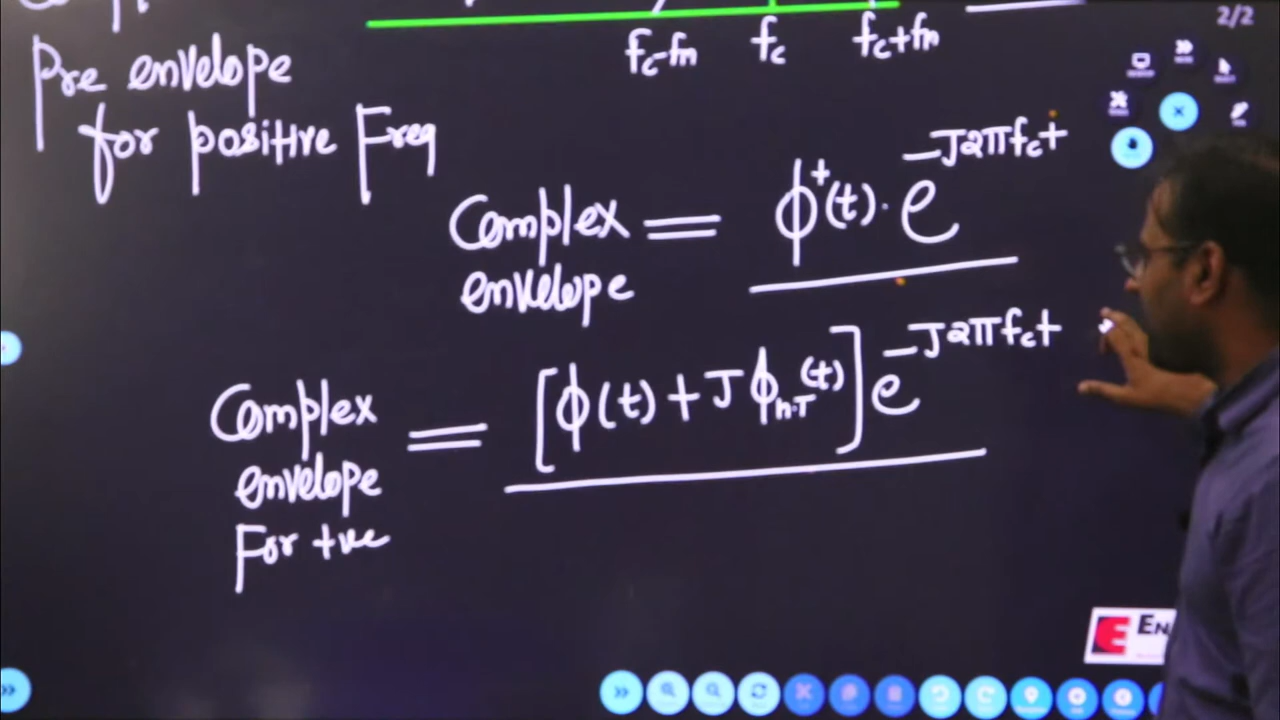 2/2
fc-fm fc fc+fm
Pre envelope
for positive Freq
Complex envelope = ϕ⁺(t)· e^-J2πfct
Complex envelope For +ve = [ϕ(t) + J ϕh.T(t)] e^-J2πfct
En